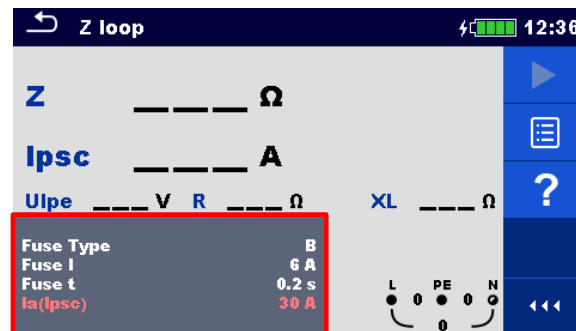 Z loop 12:36
Z ___ Ω
Ipsc ___ A
Ulpe ___ V R ___ Ω XL ___ Ω
Fuse Type B
Fuse I 6 A
Fuse t 0.2 s
Ia(Ipsc) 30 A
L PE N
0 0
0
?